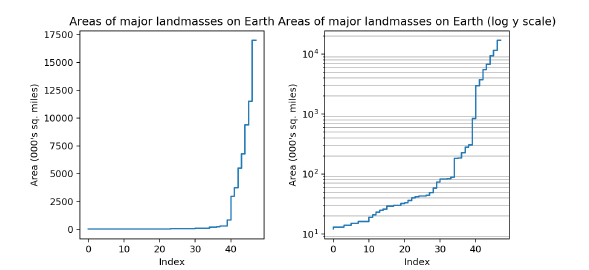 Areas of major landmasses on Earth
Areas of major landmasses on Earth (log y scale)
Area (000's sq. miles)
17500
15000
12500
10000
7500
5000
2500
0
0 10 20 30 40
Index
Area (000's sq. miles)
10⁴
10³
10²
10¹
0 10 20 30 40
Index